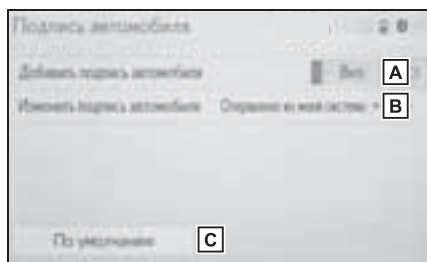 Подпись автомобиля
Добавить подпись автомобиля Вкл. A
Изменить подпись автомобиля B
По умолчанию C